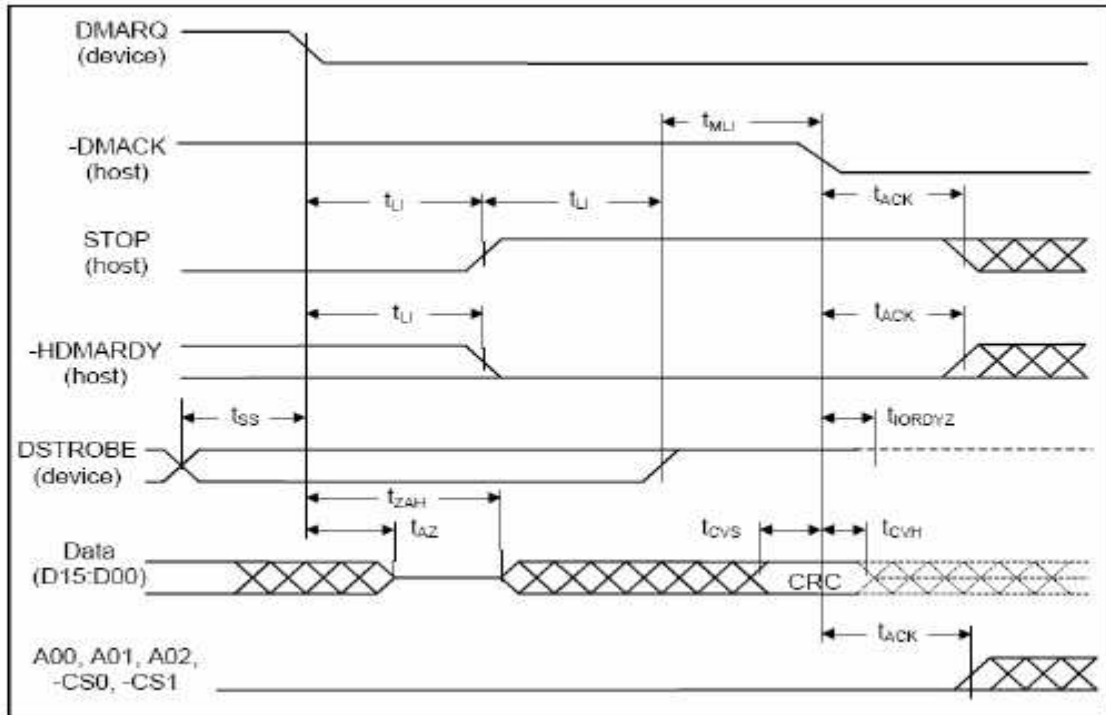 DMARQ
(device)
tMLI
-DMACK
(host)
tLI tLI tACK
STOP
(host)
tLI tACK
-HDMARDY
(host)
tSS tIORDYZ
DSTROBE
(device)
tZAH
tAZ tCVS tCVH
Data
(D15:D00)
CRC
tACK
A00, A01, A02,
-CS0, -CS1